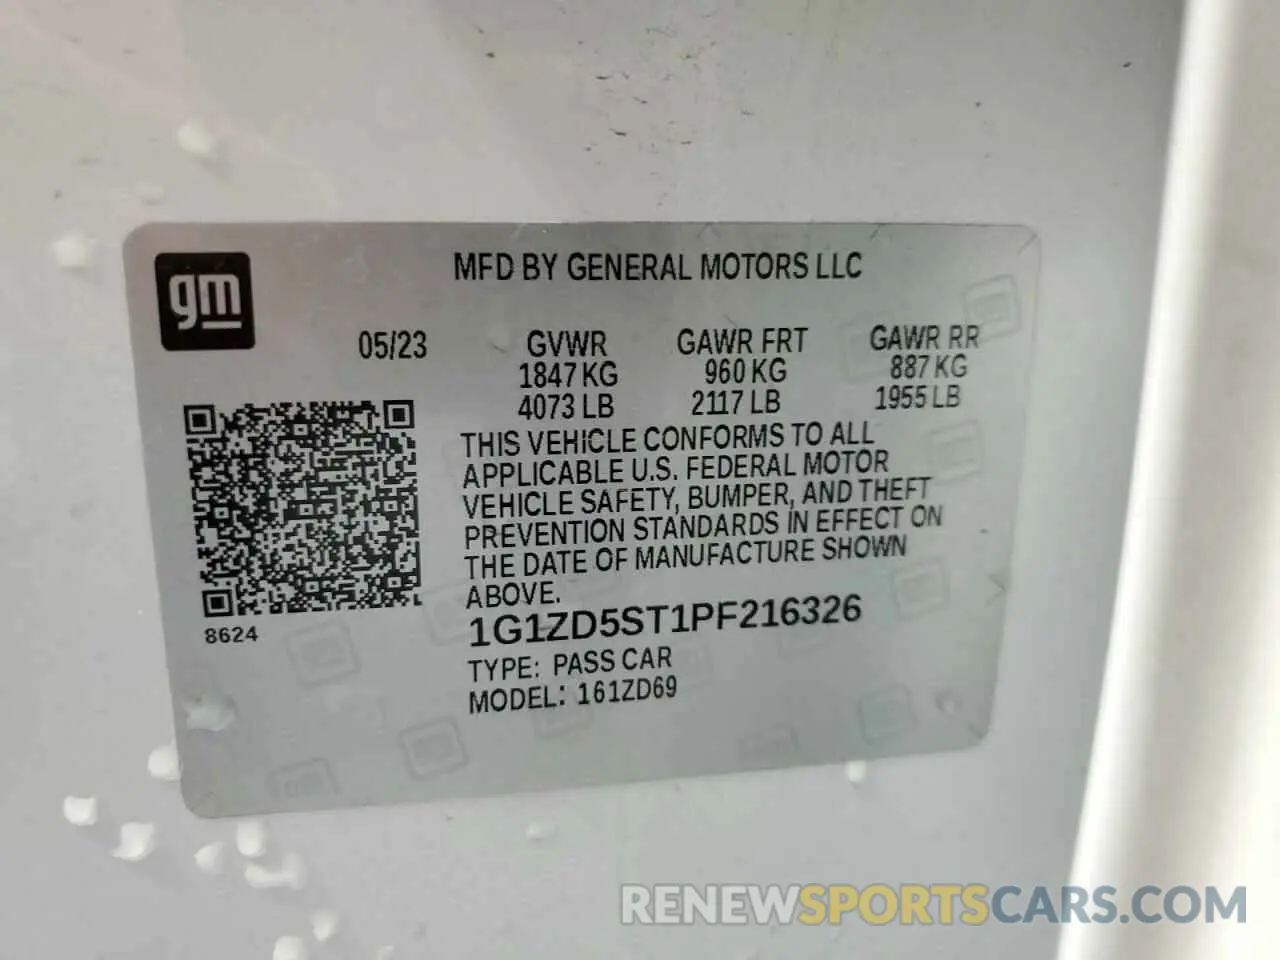 gm
MFD BY GENERAL MOTORS LLC
05/23 GVWR GAWR FRT GAWR RR
1847 KG 960 KG 887 KG
4073 LB 2117 LB 1955 LB
THIS VEHICLE CONFORMS TO ALL
APPLICABLE U.S. FEDERAL MOTOR
VEHICLE SAFETY, BUMPER, AND THEFT
PREVENTION STANDARDS IN EFFECT ON
THE DATE OF MANUFACTURE SHOWN
ABOVE.
8624
1G1ZD5ST1PF216326
TYPE: PASS CAR
MODEL: 161ZD69
RENEWSPORTSCARS.COM